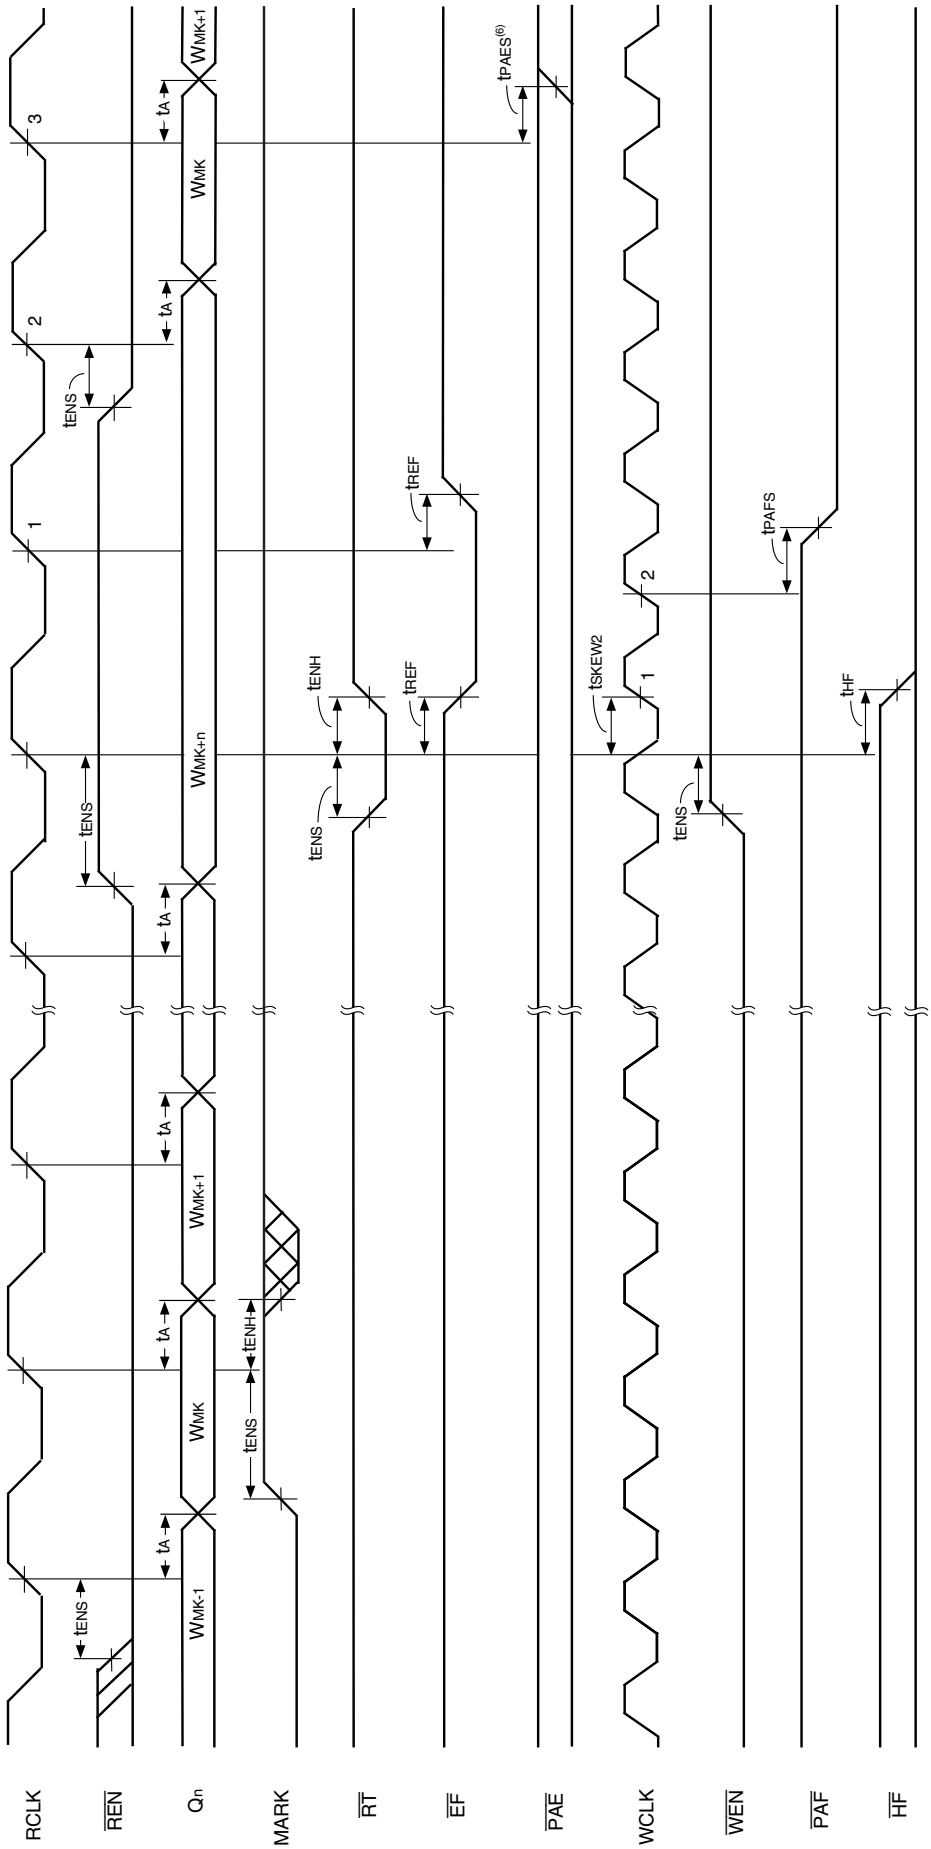 RCLK 1 2 3
tENS tENS tENS
REN
tA tA tA tA tA tA
Qn WMK-1 WMK WMK+1 WMK+n WMK WMK+1
tENS tENH
MARK
tENS tENH
RT
tREF tREF
EF
tPAES(6)
PAE
tSKEW2
WCLK 1 2
tENS
WEN
tPAFS
PAF
tHF
HF